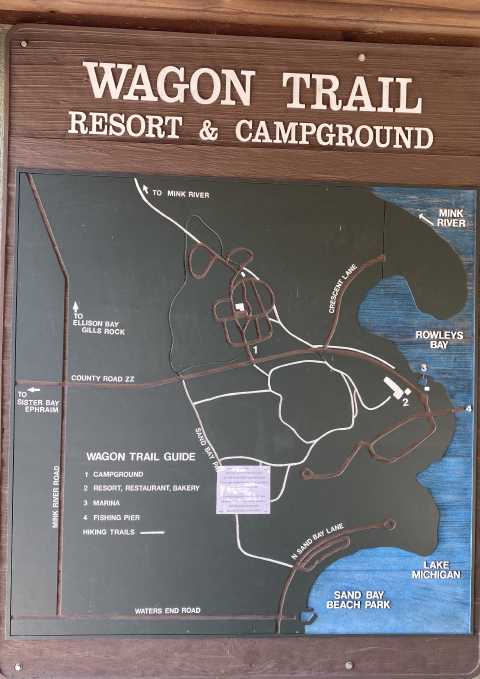 WAGON TRAIL
RESORT & CAMPGROUND
TO MINK RIVER
MINK
RIVER
CRESCENT LANE
TO
ELLISON BAY
GILLS ROCK
ROWLEYS
BAY
1
3
COUNTY ROAD ZZ
TO
SISTER BAY
EPHRAIM
2
4
SAND BAY
WAGON TRAIL GUIDE
1 CAMPGROUND
2 RESORT, RESTAURANT, BAKERY
3 MARINA
4 FISHING PIER
HIKING TRAILS
MINK RIVER ROAD
N SAND BAY LANE
LAKE
MICHIGAN
SAND BAY
BEACH PARK
WATERS END ROAD